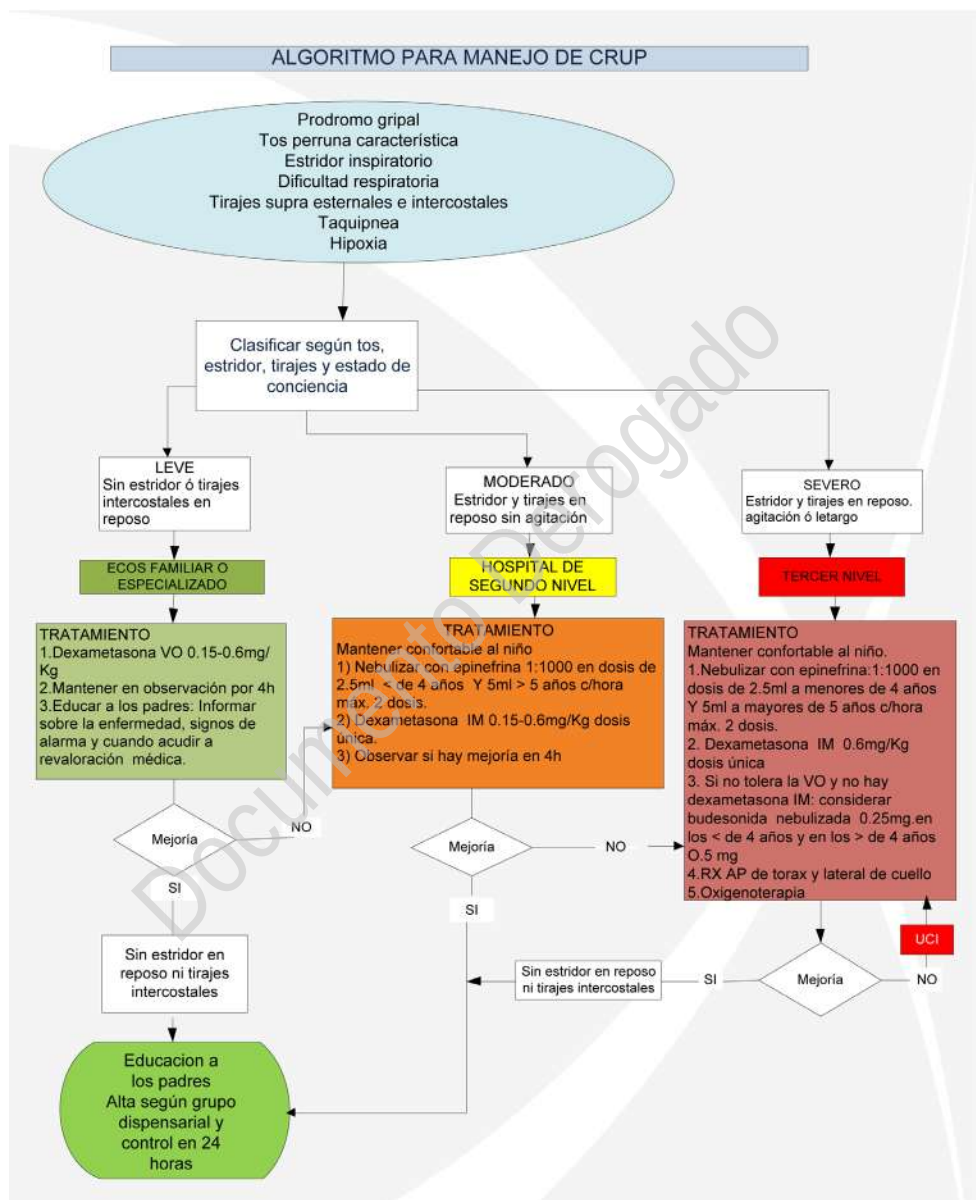 ALGORITMO PARA MANEJO DE CRUP
Prodromo gripal
Tos perruna característica
Estridor inspiratorio
Dificultad respiratoria
Tirajes supra esternales e intercostales
Taquipnea
Hipoxia
Clasificar según tos,
estridor, tirajes y estado de
conciencia
LEVE
Sin estridor ó tirajes
intercostales en
reposo
MODERADO
Estridor y tirajes en
reposo sin agitación
SEVERO
Estridor y tirajes en reposo.
agitación ó letargo
ECOS FAMILIAR O
ESPECIALIZADO
HOSPITAL DE
SEGUNDO NIVEL
TERCER NIVEL
TRATAMIENTO
1.Dexametasona VO 0.15-0.6mg/
Kg
2.Mantener en observación por 4h
3.Educar a los padres: Informar
sobre la enfermedad, signos de
alarma y cuando acudir a
revaloración médica.
TRATAMIENTO
Mantener confortable al niño
1) Nebulizar con epinefrina 1:1000 en dosis de
2.5ml < de 4 años Y 5ml > 5 años c/hora
máx. 2 dosis.
2) Dexametasona IM 0.15-0.6mg/Kg dosis
única.
3) Observar si hay mejoría en 4h
TRATAMIENTO
Mantener confortable al niño.
1.Nebulizar con epinefrina:1:1000 en
dosis de 2.5ml a menores de 4 años
Y 5ml a mayores de 5 años c/hora
máx. 2 dosis.
2. Dexametasona IM 0.6mg/Kg
dosis única
3. Si no tolera la VO y no hay
dexametasona IM: considerar
budesonida nebulizada 0.25mg.en
los < de 4 años y en los > de 4 años
O.5 mg
4.RX AP de torax y lateral de cuello
5.Oxigenoterapia
Mejoría
NO
SI
Mejoría
NO
SI
UCI
Mejoría
NO
SI
Sin estridor en reposo
ni tirajes intercostales
Sin estridor en
reposo ni tirajes
intercostales
Educacion a
los padres
Alta según grupo
dispensarial y
control en 24
horas
Documento Derogado